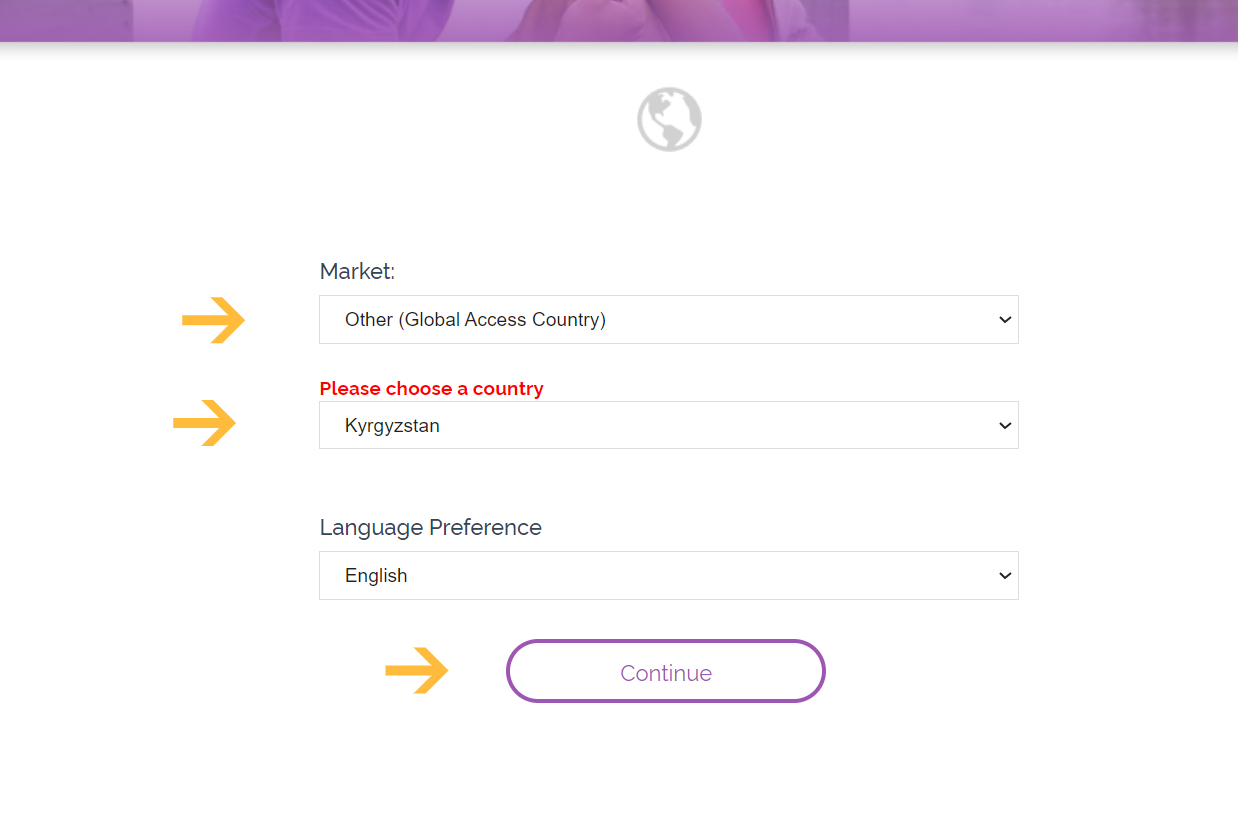 Market:
Other (Global Access Country)
Please choose a country
Kyrgyzstan
Language Preference
English
Continue